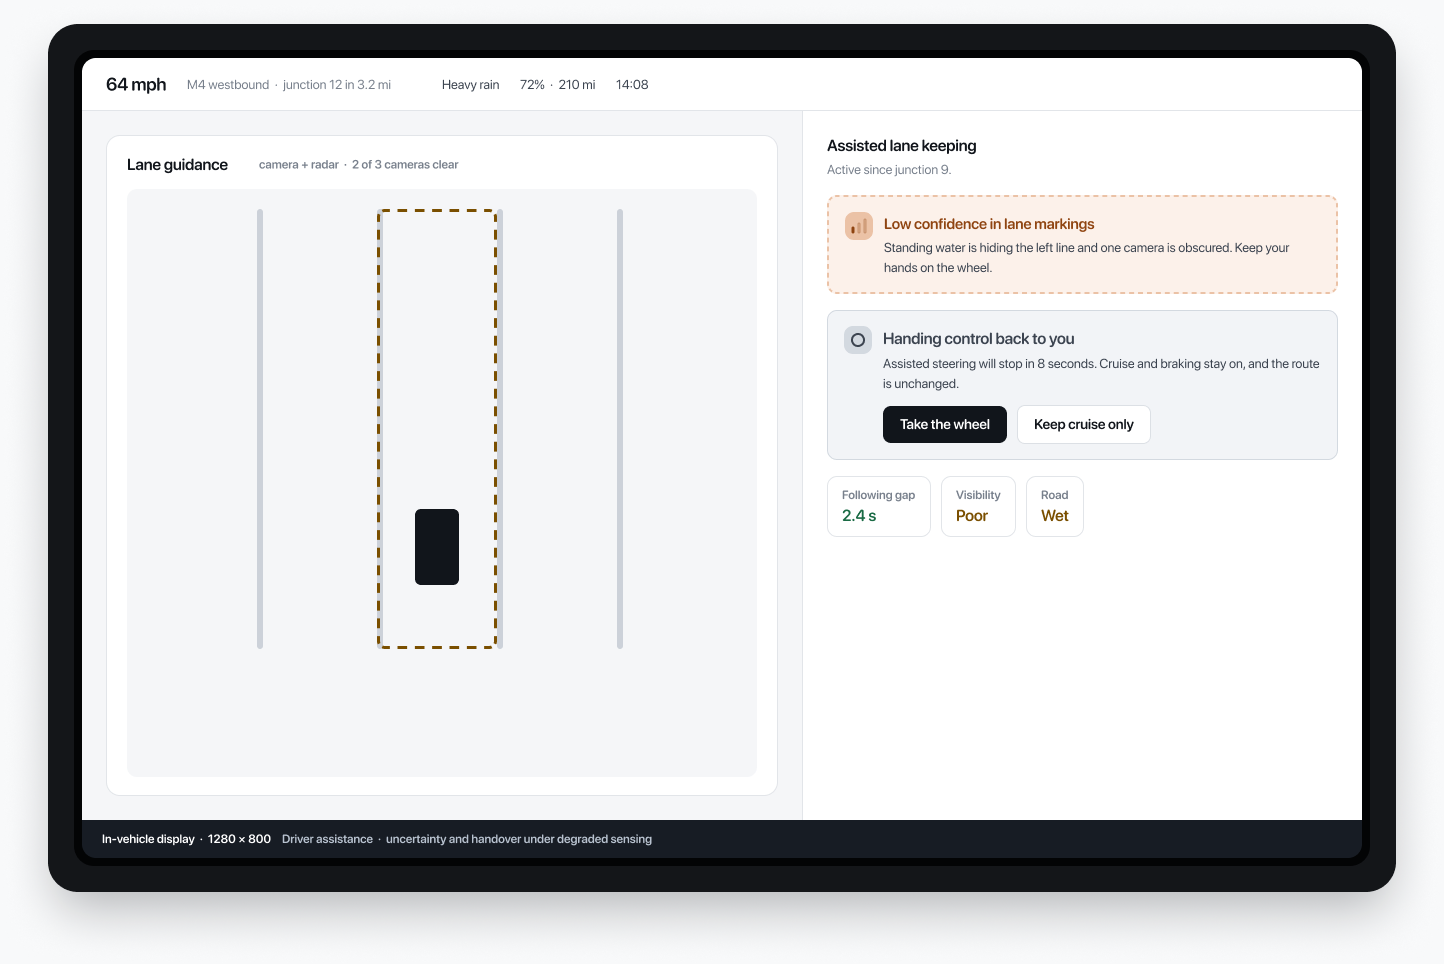 64 mph
M4 westbound · junction 12 in 3.2 mi
Heavy rain
72% · 210 mi
14:08
Lane guidance
camera + radar · 2 of 3 cameras clear
Assisted lane keeping
Active since junction 9.
Low confidence in lane markings
Standing water is hiding the left line and one camera is obscured. Keep your
hands on the wheel.
Handing control back to you
Assisted steering will stop in 8 seconds. Cruise and braking stay on, and the route
is unchanged.
Take the wheel
Keep cruise only
Following gap
2.4 s
Visibility
Poor
Road
Wet
In-vehicle display · 1280 × 800
Driver assistance · uncertainty and handover under degraded sensing